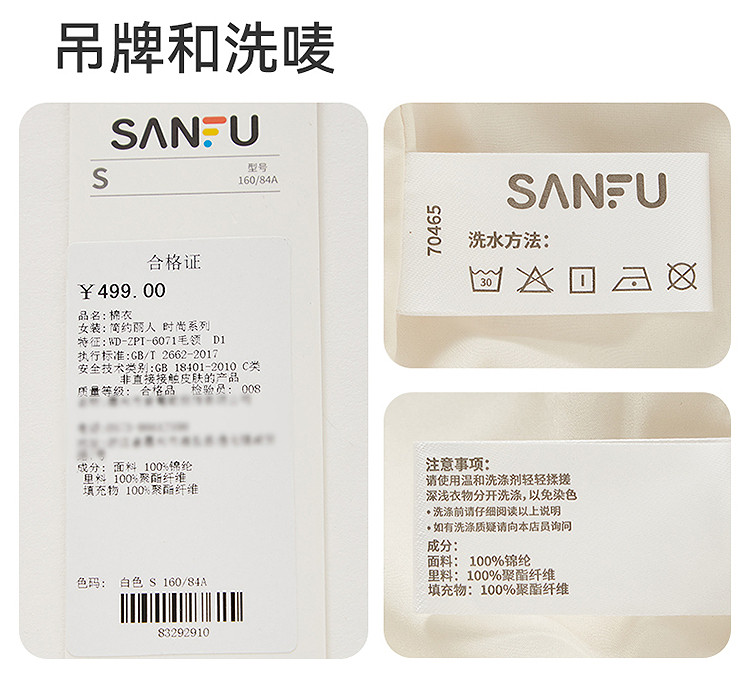 吊牌和洗唛
SANFU
S
型号
160/84A
合格证
￥499.00
品名:棉衣
女装:简约丽人 时尚系列
特征:WD-ZPT-6071毛领 D1
执行标准:GB/T 2662-2017
安全技术类别:GB 18401-2010 C类
非直接接触皮肤的产品
质量等级: 合格品 检验员: 008
成分: 面料 100%锦纶
里料 100%聚酯纤维
填充物 100%聚酯纤维
色码: 白色 S 160/84A
83292910
70465
SANFU
洗水方法:
30
注意事项:
请使用温和洗涤剂轻轻揉搓
深浅衣物分开洗涤,以免染色
• 洗涤前请仔细阅读以上说明
• 如有洗涤质疑请向本店员询问
成分:
面料: 100%锦纶
里料: 100%聚酯纤维
填充物: 100%聚酯纤维